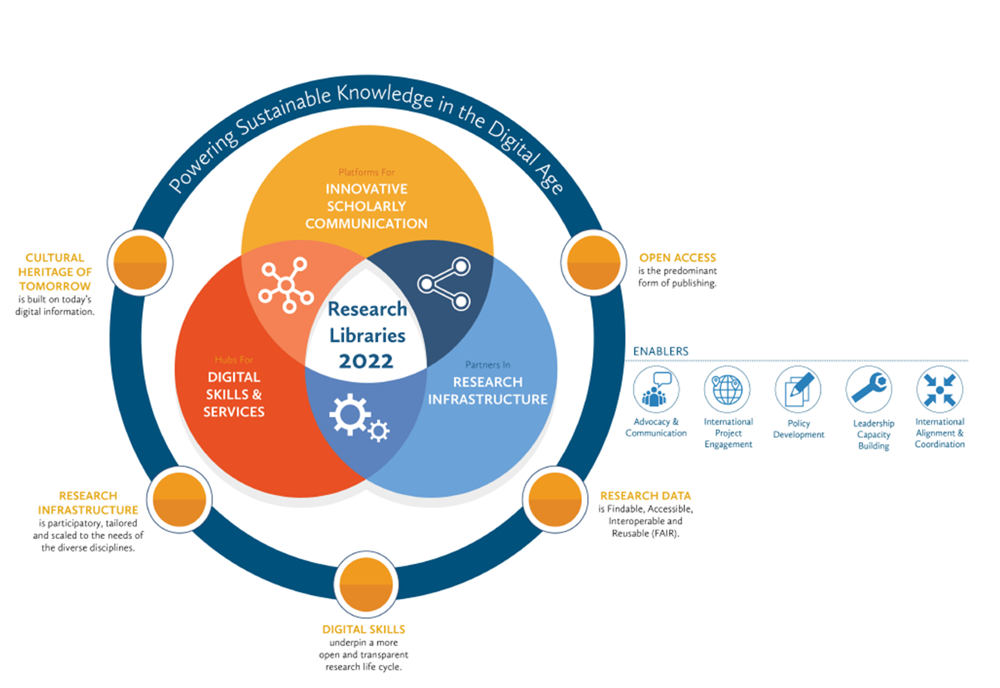 Powering Sustainable Knowledge in the Digital Age
Platforms For
INNOVATIVE
SCHOLARLY
COMMUNICATION
Research
Libraries
2022
Hubs For
DIGITAL
SKILLS &
SERVICES
Partners In
RESEARCH
INFRASTRUCTURE
CULTURAL
HERITAGE OF
TOMORROW
is built on today's
digital information.
OPEN ACCESS
is the predominant
form of publishing.
ENABLERS
Advocacy &
Communication
International
Project
Engagement
Policy
Development
Leadership
Capacity
Building
International
Alignment &
Coordination
RESEARCH
INFRASTRUCTURE
is participatory, tailored
and scaled to the needs of
the diverse disciplines.
RESEARCH DATA
is Findable, Accessible,
Interoperable and
Reusable (FAIR).
DIGITAL SKILLS
underpin a more
open and transparent
research life cycle.